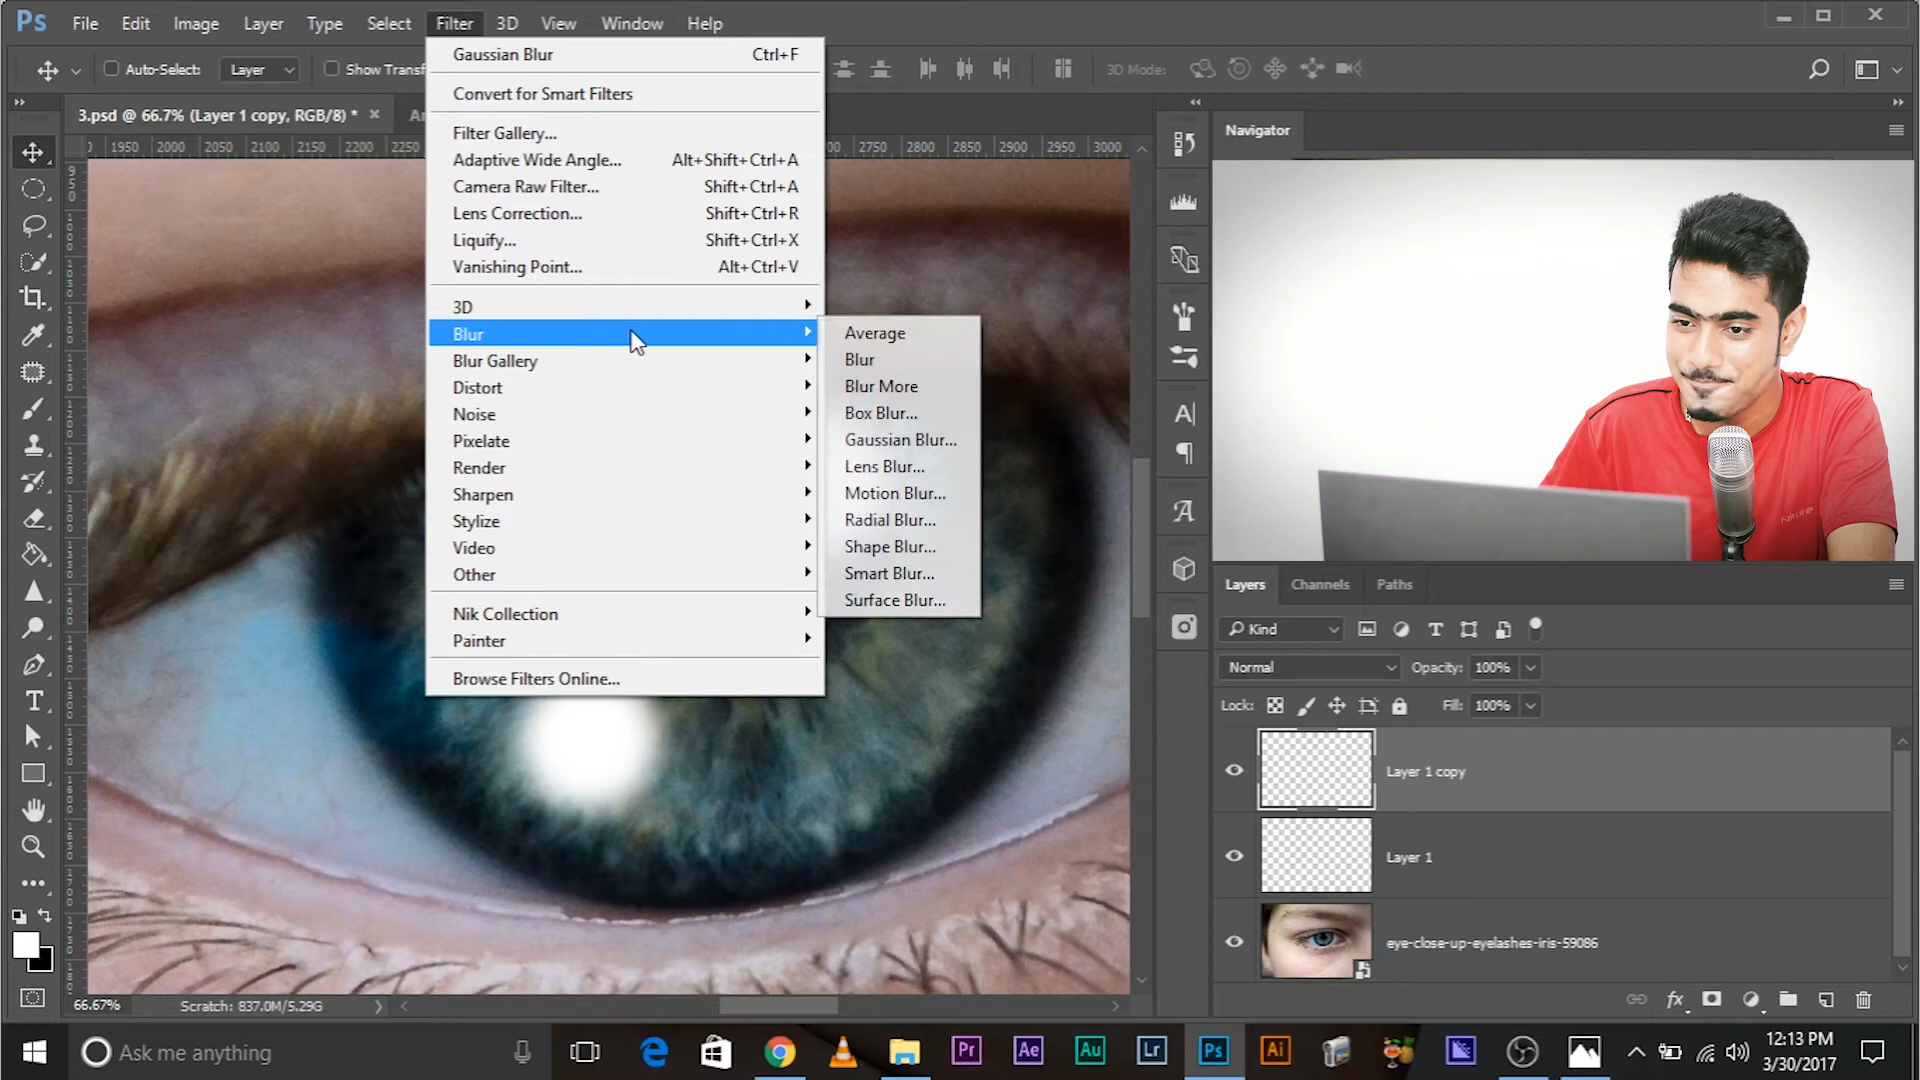 Ps File Edit Image Layer Type Select Filter 3D View Window Help
Auto-Select: Layer Show Transf 3D Mode:
3.psd @ 66.7% (Layer 1 copy, RGB/8) *
1950 2000 2050 2100 2150 2200 2250 2750 2800 2850 2900 2950 3000
Gaussian Blur Ctrl+F
Convert for Smart Filters
Filter Gallery...
Adaptive Wide Angle... Alt+Shift+Ctrl+A
Camera Raw Filter... Shift+Ctrl+A
Lens Correction... Shift+Ctrl+R
Liquify... Shift+Ctrl+X
Vanishing Point... Alt+Ctrl+V
3D
Blur
Blur Gallery
Distort
Noise
Pixelate
Render
Sharpen
Stylize
Video
Other
Nik Collection
Painter
Browse Filters Online...
Average
Blur
Blur More
Box Blur...
Gaussian Blur...
Lens Blur...
Motion Blur...
Radial Blur...
Shape Blur...
Smart Blur...
Surface Blur...
Navigator
Layers Channels Paths
Kind
Normal Opacity: 100%
Lock: Fill: 100%
Layer 1 copy
Layer 1
eye-close-up-eyelashes-iris-59086
fx
66.67% Scratch: 837.0M/5.29G
Ask me anything
Pr Ae Au Lr Ps Ai
12:13 PM
3/30/2017